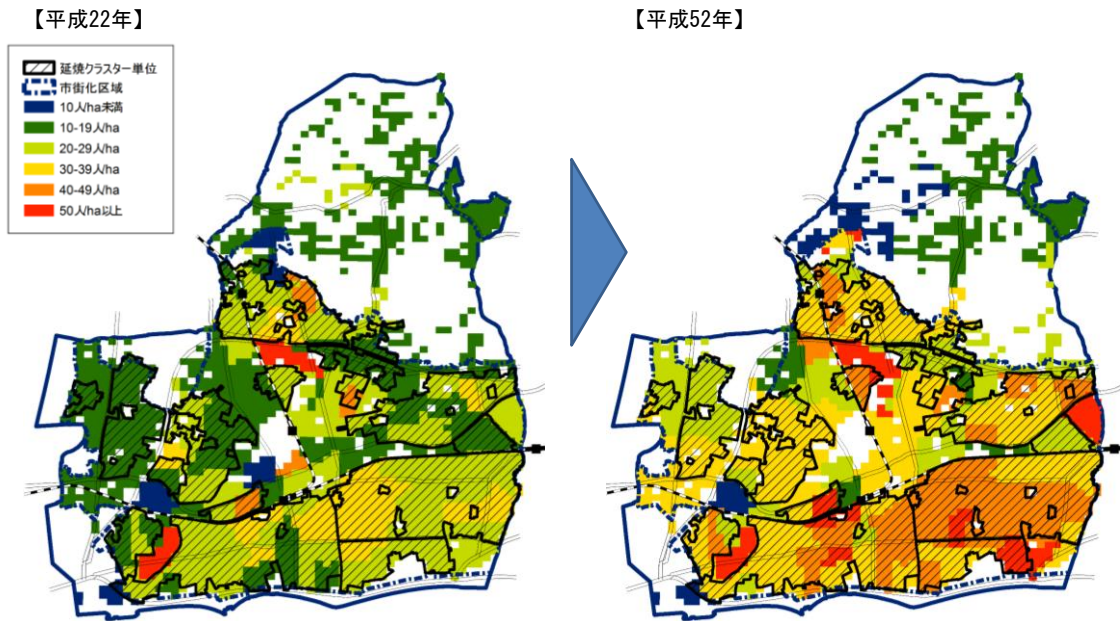 【平成22年】
【平成52年】
延焼クラスター単位
市街化区域
10人/ha未満
10-19人/ha
20-29人/ha
30-39人/ha
40-49人/ha
50人/ha以上